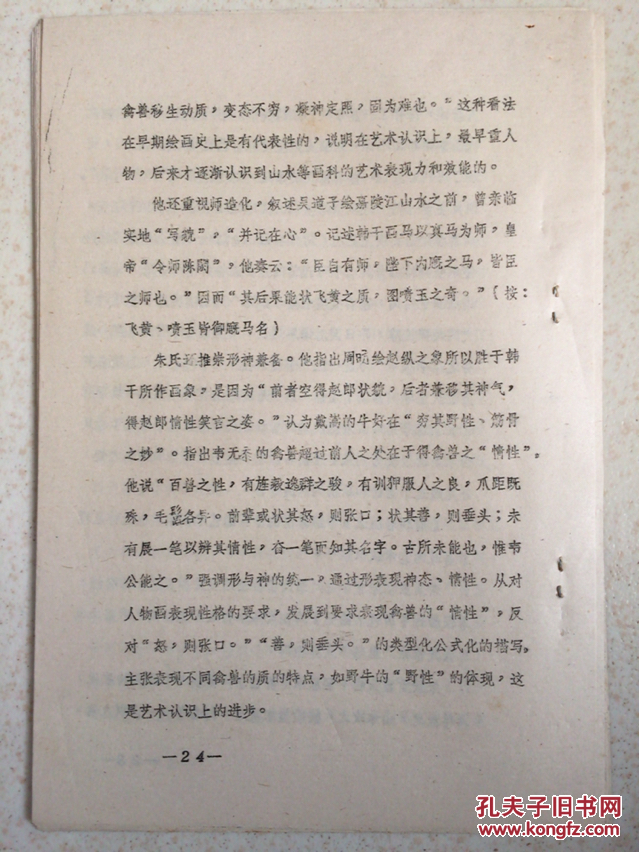 禽兽移生动质，变态不穷，凝神定照，固为难也。”这种看法
在早期绘画史上是有代表性的，说明在艺术认识上，最早重人
物，后来才逐渐认识到山水等画科的艺术表现力和效能的。
他还重视师造化，叙述吴道子绘嘉陵江山水之前，曾亲临
实地“写貌”，“并记在心”。记述韩干画马以真马为师，皇
帝“令师陈闳”，他奏云：“臣自有师，陛下内厩之马，皆臣
之师也。”因而“其后果能状飞黄之质，图喷玉之奇。”（按：
飞黄、喷玉皆御厩马名）
朱氏还推崇形神兼备。他指出周昉绘赵纵之象所以胜于韩
干所作画象，是因为“前者空得赵郎状貌，后者兼移其神气，
得赵郎情性笑言之姿。”认为戴嵩的牛好在“穷其野性、筋骨
之妙”。指出韦无忝的禽兽超过前人之处在于得禽兽之“情性”。
他说“百兽之性，有雄毅逸群之骏，有训狎服人之良，爪距既
殊，毛鬣各异。前辈或状其怒，则张口；状其善，则垂头；未
有展一笔以辨其情性，奋一笔而知其名字。古所未能也，惟韦
公能之。”强调形与神的统一，通过形表现神态、情性。从对
人物画表现性格的要求，发展到要求表现禽兽的“情性”，反
对“怒，则张口。”“善，则垂头。”的类型化公式化的描写。
主张表现不同禽兽的质的特点，如野牛的“野性”的体现，这
是艺术认识上的进步。
—24—
孔夫子旧书网
www.kongfz.com